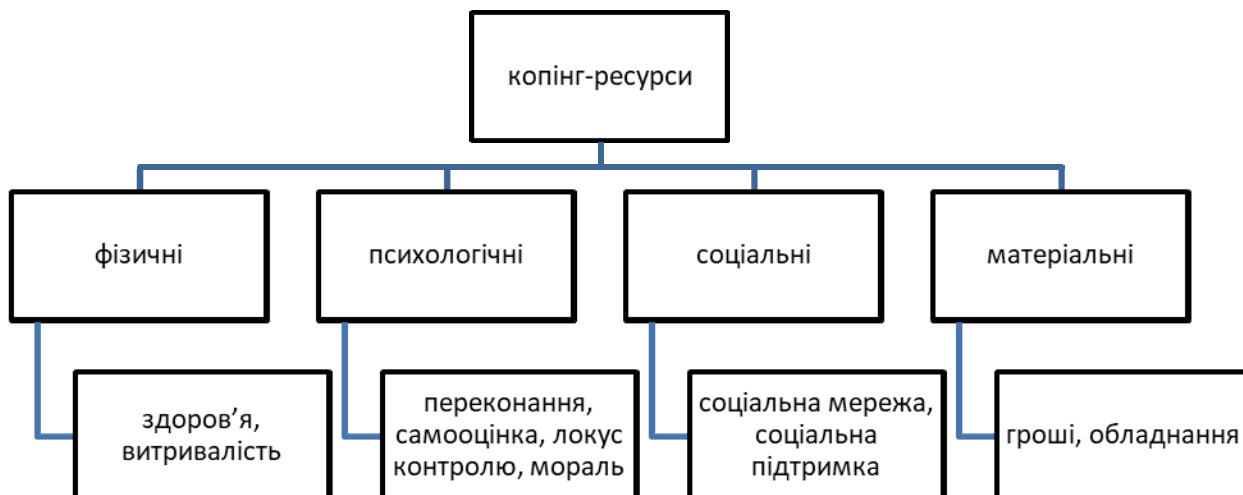 копінг-ресурси
фізичні
психологічні
соціальні
матеріальні
здоров’я,
витривалість
переконання,
самооцінка, локус
контролю, мораль
соціальна мережа,
соціальна
підтримка
гроші, обладнання